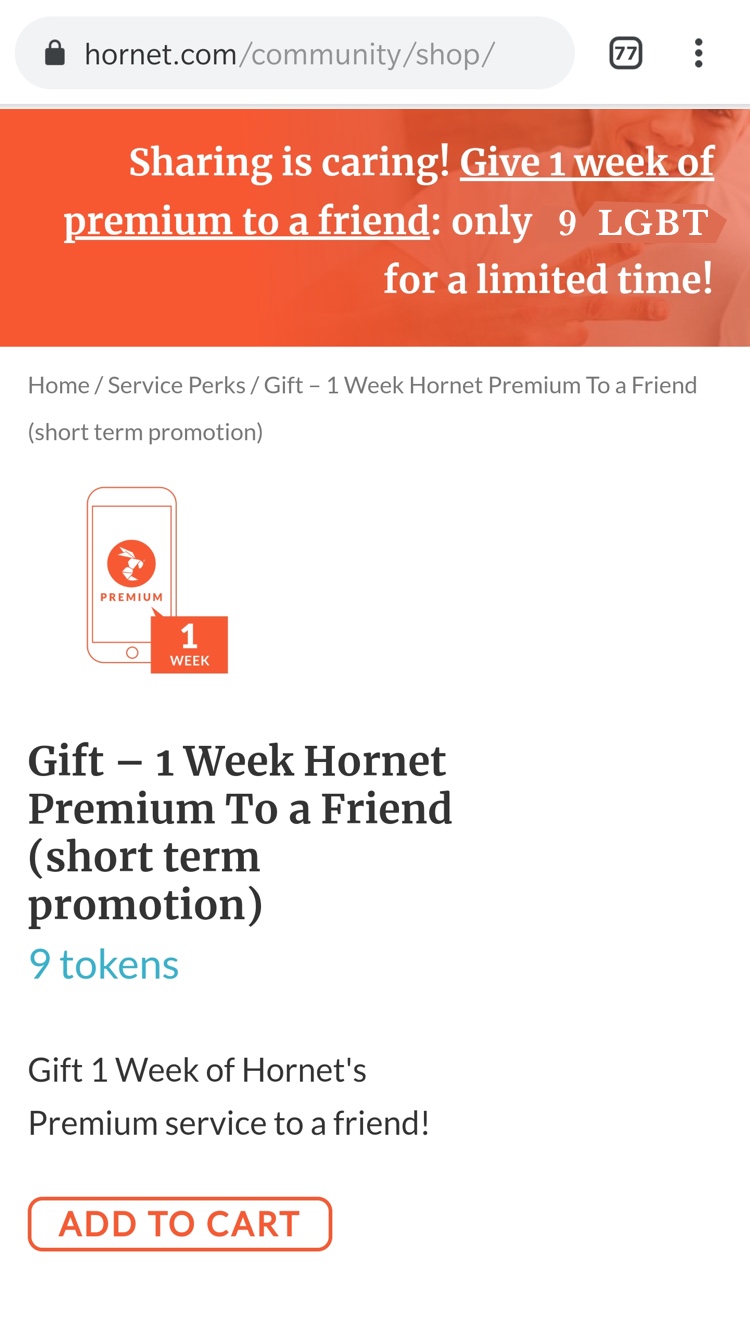 hornet.com/community/shop/
77
Sharing is caring! Give 1 week of
premium to a friend: only 9 LGBT
for a limited time!
Home / Service Perks / Gift – 1 Week Hornet Premium To a Friend
(short term promotion)
PREMIUM
1
WEEK
Gift – 1 Week Hornet
Premium To a Friend
(short term
promotion)
9 tokens
Gift 1 Week of Hornet's
Premium service to a friend!
ADD TO CART